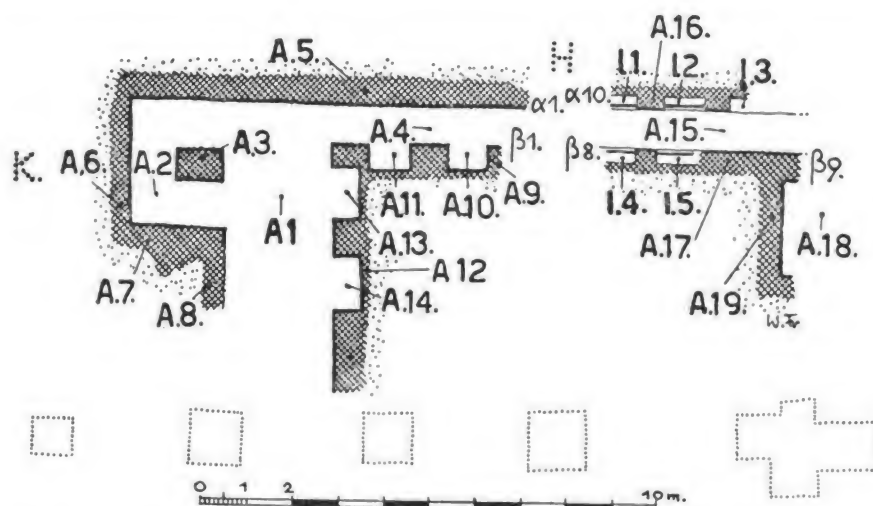 H
A.16.
A.5.
I.1 I.2. I.3.
α1. α10.
A.4.
A.15.
A.3.
β1.
β8.
β9.
K. A.6. A.2
A.9.
A.11. A.10.
I.4. I.5.
A1
A.13.
A.17.
A.18.
A.7.
A.12
A.8.
A.14.
A.19.
0 1 2 10 m.